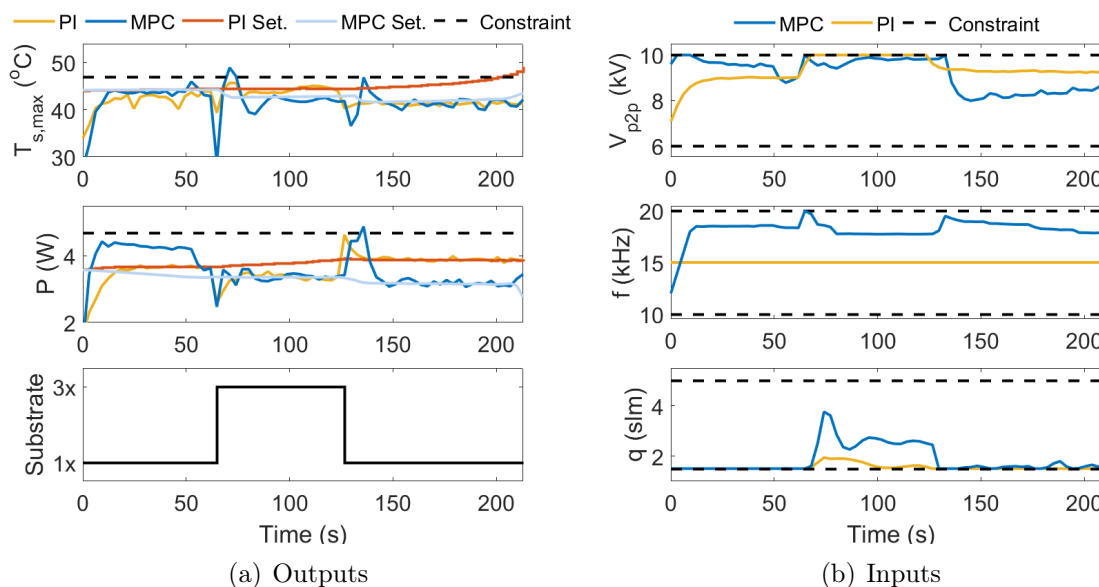 PI MPC PI Set. MPC Set. Constraint
T s,max (°C)
50
40
30
0 50 100 150 200
P (W)
4
2
0 50 100 150 200
Substrate
3x
1x
0 50 100 150 200
Time (s)
(a) Outputs
MPC PI Constraint
V p2p (kV)
10
8
6
0 50 100 150 200
f (kHz)
20
15
10
0 50 100 150 200
q (slm)
4
2
0 50 100 150 200
Time (s)
(b) Inputs